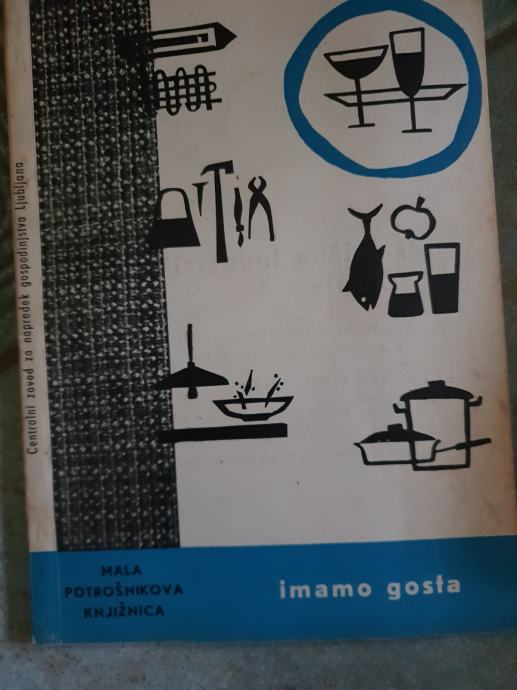 Centralni zavod za napredek gospodinjstva Ljubljana
MALA
POTROŠNIKOVA
KNJIŽNICA
imamo gosta